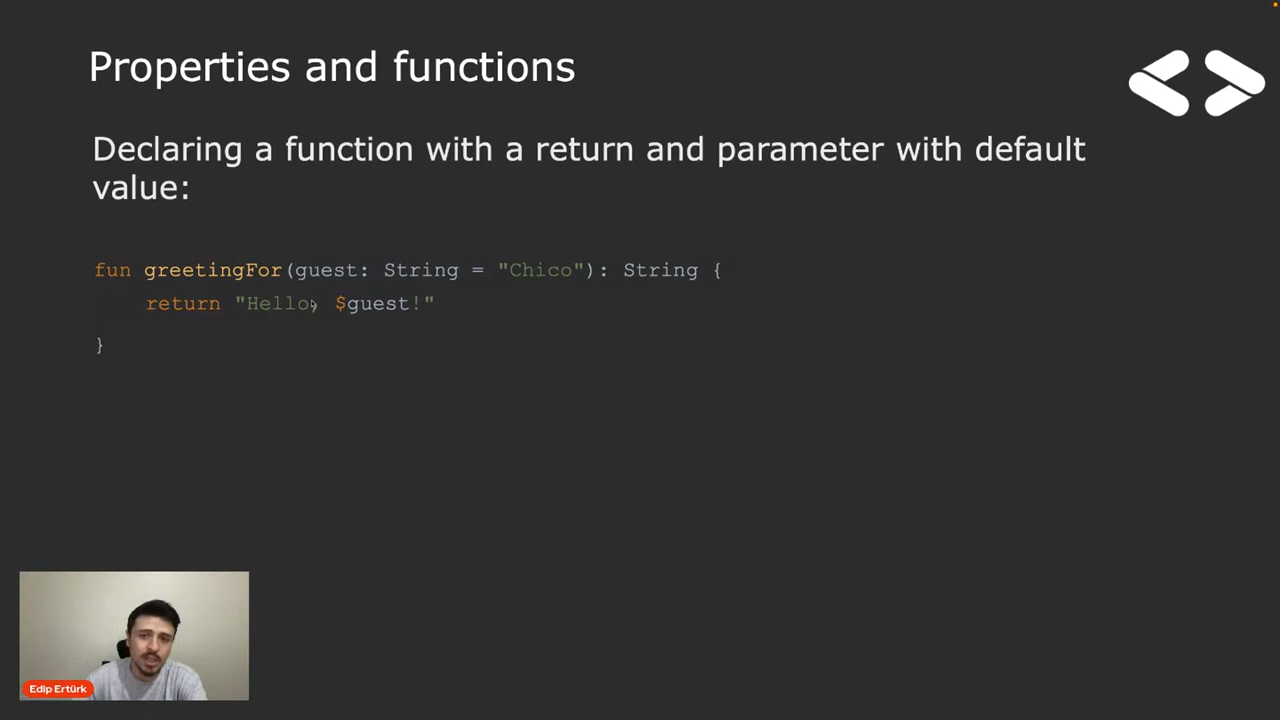 Properties and functions
Declaring a function with a return and parameter with default
value:
fun greetingFor(guest: String = "Chico"): String {
return "Hello, $guest!"
}
Edip Ertürk